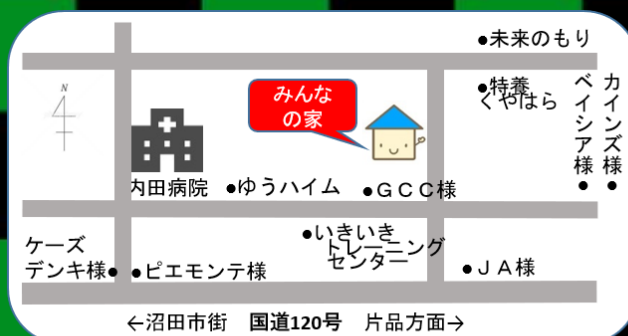 ●未来のもり
N
みんな
の家
●特養
くやはら
カインズ様●
ベイシア様●
内田病院
●ゆうハイム
●GCC様
●いきいき
トレーニング
センター
ケーズ
デンキ様●
●ピエモンテ様
●JA様
←沼田市街 国道120号 片品方面→